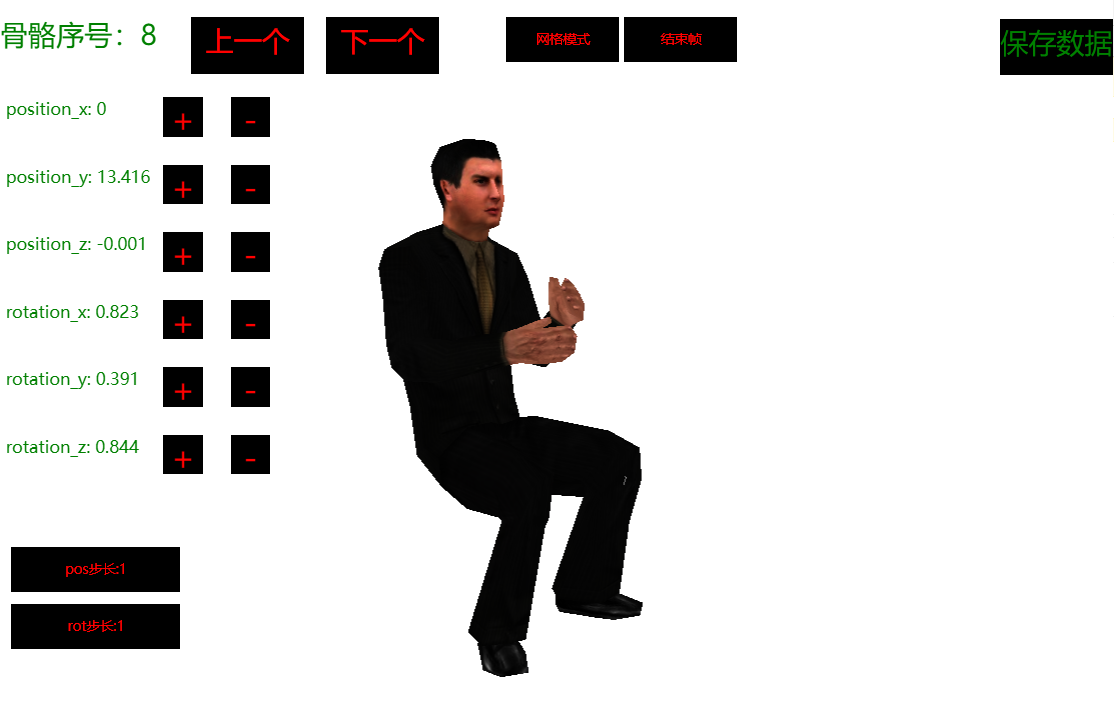 骨骼序号：8
上一个
下一个
网格模式
结束帧
保存数据
position_x: 0
+
-
position_y: 13.416
+
-
position_z: -0.001
+
-
rotation_x: 0.823
+
-
rotation_y: 0.391
+
-
rotation_z: 0.844
+
-
pos步长:1
rot步长:1